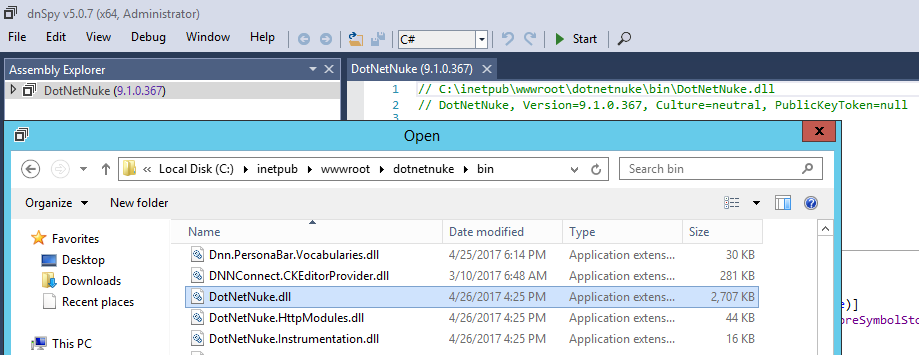 dnSpy v5.0.7 (x64, Administrator)
File Edit View Debug Window Help C# Start
Assembly Explorer
DotNetNuke (9.1.0.367)
DotNetNuke (9.1.0.367)
1 // C:\inetpub\wwwroot\dotnetnuke\bin\DotNetNuke.dll
2 // DotNetNuke, Version=9.1.0.367, Culture=neutral, PublicKeyToken=null
3
Open
« Local Disk (C:) inetpub wwwroot dotnetnuke bin Search bin
Organize New folder
Favorites
Desktop
Downloads
Recent places
This PC
Name Date modified Type Size
Dnn.PersonaBar.Vocabularies.dll 4/25/2017 6:14 PM Application extens... 30 KB
DNNConnect.CKEditorProvider.dll 3/10/2017 6:48 AM Application extens... 281 KB
DotNetNuke.dll 4/26/2017 4:25 PM Application extens... 2,707 KB
DotNetNuke.HttpModules.dll 4/26/2017 4:25 PM Application extens... 44 KB
DotNetNuke.Instrumentation.dll 4/26/2017 4:25 PM Application extens... 16 KB
)]